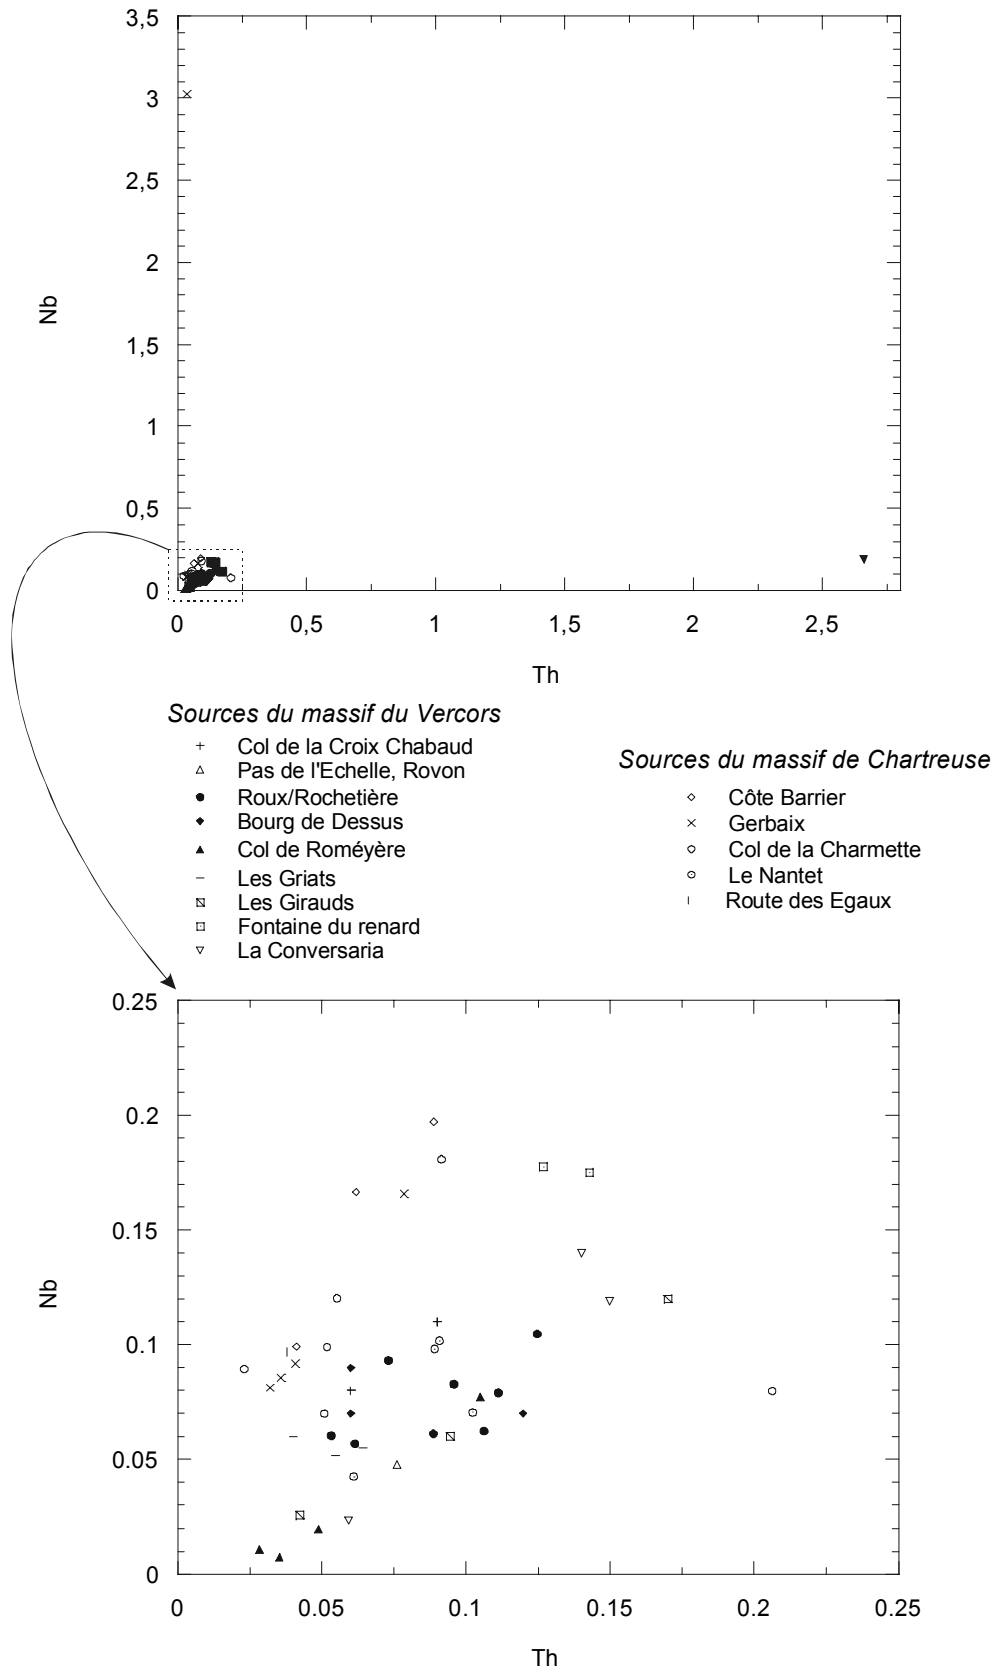 3,5
3
2,5
2
1,5
1
0,5
0
Nb
0 0,5 1 1,5 2 2,5
Th
Sources du massif du Vercors
Col de la Croix Chabaud
Pas de l'Echelle, Rovon
Roux/Rochetière
Bourg de Dessus
Col de Roméyère
Les Griats
Les Girauds
Fontaine du renard
La Conversaria
Sources du massif de Chartreuse
Côte Barrier
Gerbaix
Col de la Charmette
Le Nantet
Route des Egaux
0.25
0.2
0.15
0.1
0.05
0
Nb
0 0.05 0.1 0.15 0.2 0.25
Th